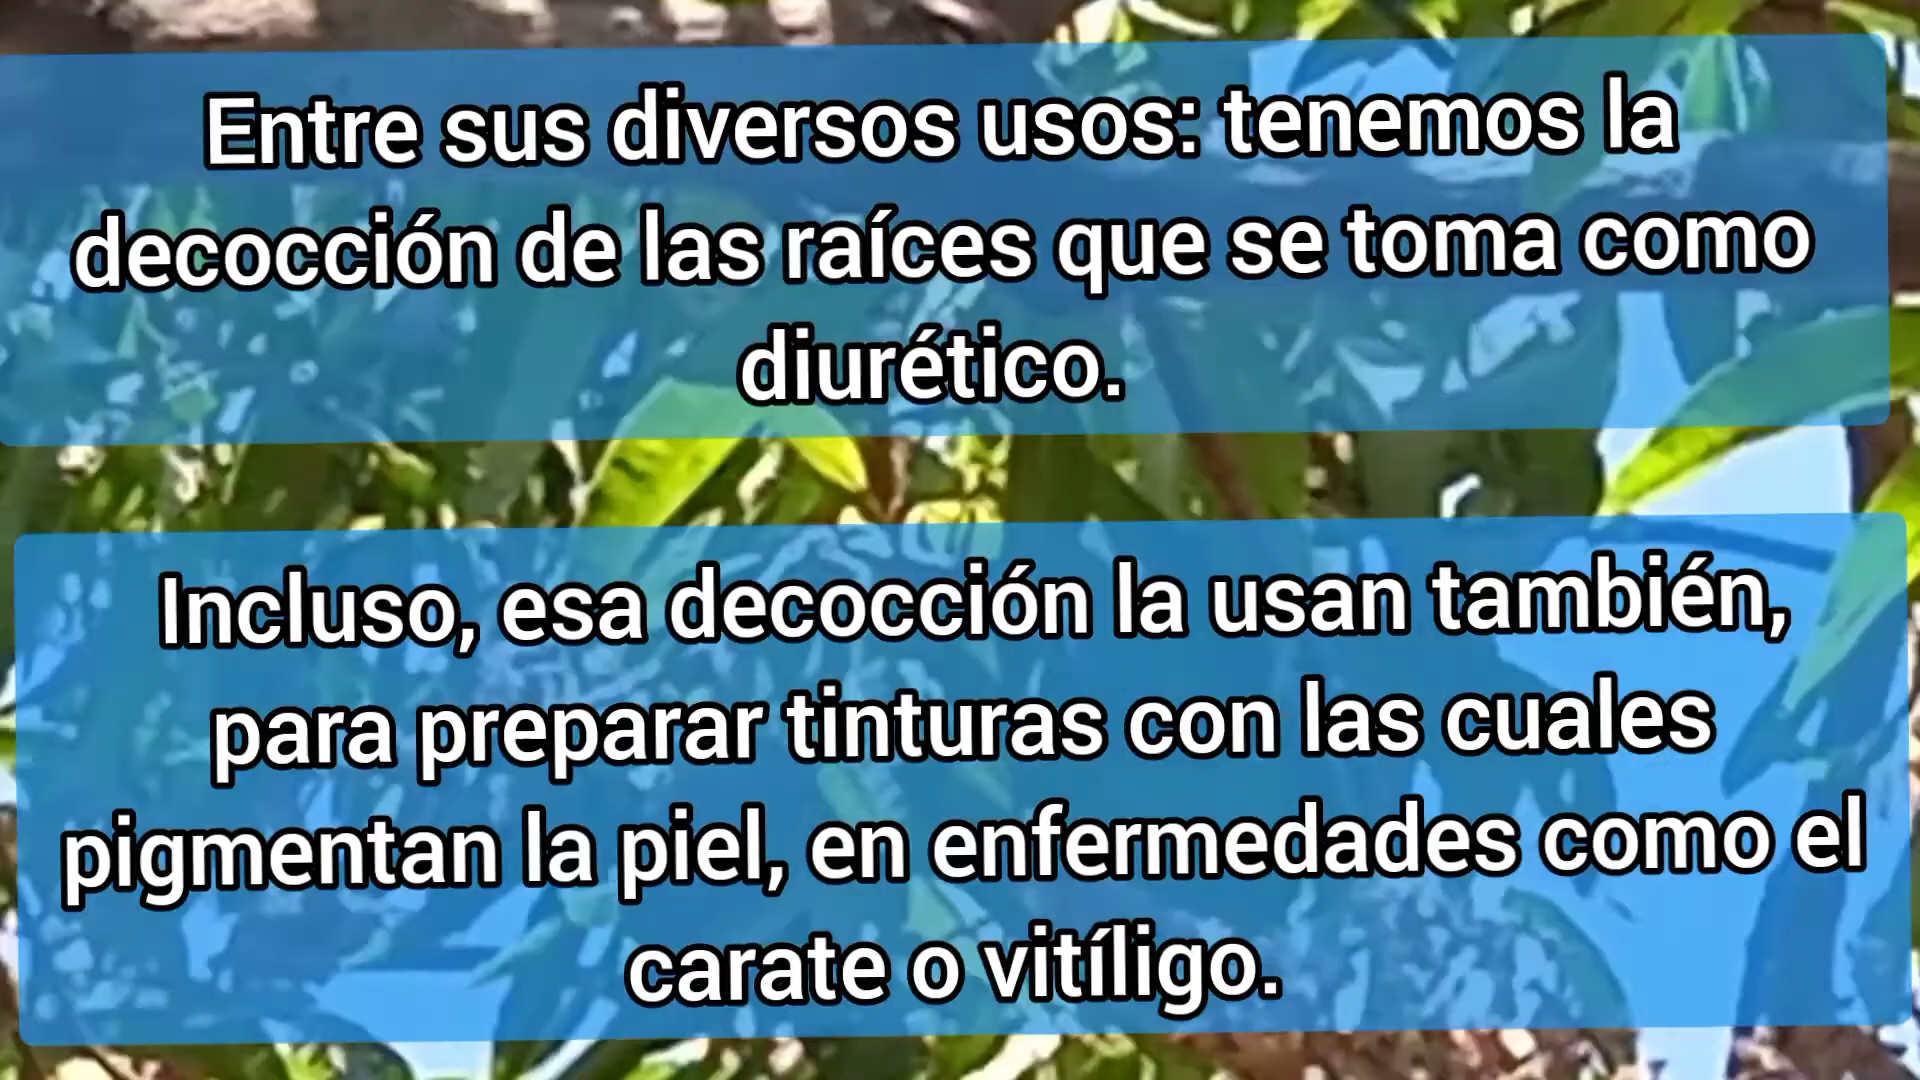 Entre sus diversos usos: tenemos la
decocción de las raíces que se toma como
diurético.
Incluso, esa decocción la usan también,
para preparar tinturas con las cuales
pigmentan la piel, en enfermedades como el
carate o vitíligo.